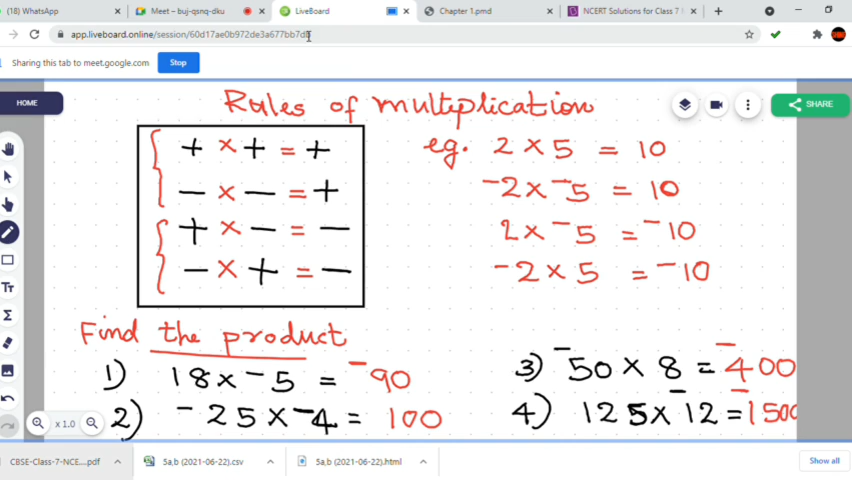 (18) WhatsApp
Meet – buj-qsnq-dku
LiveBoard
Chapter 1.pmd
NCERT Solutions for Class 7 M
app.liveboard.online/session/60d17ae0b972de3a677bb7d
Sharing this tab to meet.google.com
Stop
HOME
SHARE
Rules of multiplication
+ × + = +
− × − = +
+ × − = −
− × + = −
eg. 2 × 5 = 10
-2 × -5 = 10
2 × -5 = -10
-2 × 5 = -10
Find the product
1) 18 × -5 = -90
2) -25 × -4 = 100
3) -50 × 8 = -400
4) 125 × -12 = -1500
x 1.0
CBSE-Class-7-NCE....pdf
5a,b (2021-06-22).csv
5a,b (2021-06-22).html
Show all